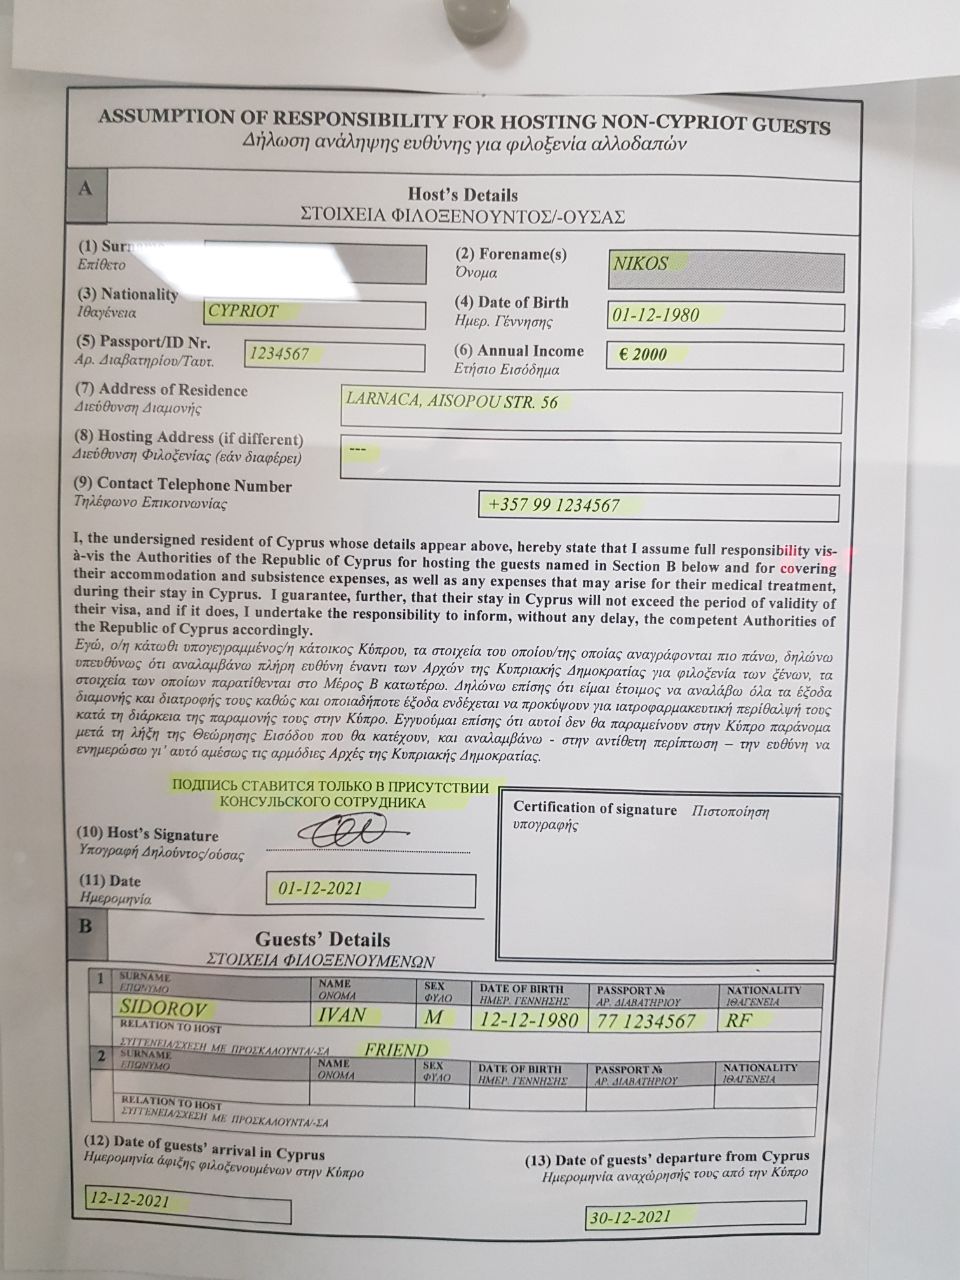 ASSUMPTION OF RESPONSIBILITY FOR HOSTING NON-CYPRIOT GUESTS
Δήλωση ανάληψης ευθύνης για φιλοξενία αλλοδαπών
A
Host's Details
ΣΤΟΙΧΕΙΑ ΦΙΛΟΞΕΝΟΥΝΤΟΣ/-ΟΥΣΑΣ
(1)
Επίθετο
(2) Forename(s)
Όνομα
NIKOS
(3) Nationality
Ιθαγένεια
CYPRIOT
(4) Date of Birth
Ημερ. Γέννησης
01-12-1980
(5) Passport/ID Nr.
Αρ. Διαβατηρίου/Ταυτ.
1234567
(6) Annual Income
Ετήσιο Εισόδημα
€ 2000
(7) Address of Residence
Διεύθυνση Διαμονής
LARNACA, AISOPOU STR. 56
(8) Hosting Address (if different)
Διεύθυνση Φιλοξενίας (εάν διαφέρει)
---
(9) Contact Telephone Number
Τηλέφωνο Επικοινωνίας
+357 99 1234567
I, the undersigned resident of Cyprus whose details appear above, hereby state that I assume full responsibility vis-
à-vis the Authorities of the Republic of Cyprus for hosting the guests named in Section B below and for covering
their accommodation and subsistence expenses, as well as any expenses that may arise for their medical treatment,
during their stay in Cyprus. I guarantee, further, that their stay in Cyprus will not exceed the period of validity of
their visa, and if it does, I undertake the responsibility to inform, without any delay, the competent Authorities of
the Republic of Cyprus accordingly.
Εγώ, ο/η κάτωθι υπογεγραμμένος/η κάτοικος Κύπρου, τα στοιχεία του οποίου/της οποίας αναγράφονται πιο πάνω, δηλώνω
υπευθύνως ότι αναλαμβάνω πλήρη ευθύνη έναντι των Αρχών της Κυπριακής Δημοκρατίας για φιλοξενία των ξένων, τα
στοιχεία των οποίων παρατίθενται στο Μέρος Β κατωτέρω. Δηλώνω επίσης ότι είμαι έτοιμος να αναλάβω όλα τα έξοδα
διαμονής και διατροφής τους καθώς και οποιαδήποτε έξοδα ενδέχεται να προκύψουν για ιατροφαρμακευτική περίθαλψή τους
κατά τη διάρκεια της παραμονής τους στην Κύπρο. Εγγυούμαι επίσης ότι αυτοί δεν θα παραμείνουν στην Κύπρο παράνομα
μετά τη λήξη της Θεώρησης Εισόδου που θα κατέχουν, και αναλαμβάνω - στην αντίθετη περίπτωση – την ευθύνη να
ενημερώσω γι' αυτό αμέσως τις αρμόδιες Αρχές της Κυπριακής Δημοκρατίας.
ПОДПИСЬ СТАВИТСЯ ТОЛЬКО В ПРИСУТСТВИИ
КОНСУЛЬСКОГО СОТРУДНИКА
(10) Host's Signature
Υπογραφή Δηλούντος/ούσας
Certification of signature Πιστοποίηση
υπογραφής
(11) Date
Ημερομηνία
01-12-2021
B
Guests' Details
ΣΤΟΙΧΕΙΑ ΦΙΛΟΞΕΝΟΥΜΕΝΩΝ
1 SURNAME NAME SEX DATE OF BIRTH PASSPORT № NATIONALITY
ΕΠΩΝΥΜΟ ΟΝΟΜΑ ΦΥΛΟ ΗΜΕΡ. ΓΕΝΝΗΣΗΣ ΑΡ. ΔΙΑΒΑΤΗΡΙΟΥ ΙΘΑΓΕΝΕΙΑ
SIDOROV IVAN M 12-12-1980 77 1234567 RF
RELATION TO HOST
ΣΥΓΓΕΝΕΙΑ/ΣΧΕΣΗ ΜΕ ΠΡΟΣΚΑΛΟΥΝΤΑ/-ΣΑ FRIEND
2 SURNAME NAME SEX DATE OF BIRTH PASSPORT № NATIONALITY
ΕΠΩΝΥΜΟ ΟΝΟΜΑ ΦΥΛΟ ΗΜΕΡ. ΓΕΝΝΗΣΗΣ ΑΡ. ΔΙΑΒΑΤΗΡΙΟΥ ΙΘΑΓΕΝΕΙΑ
RELATION TO HOST
ΣΥΓΓΕΝΕΙΑ/ΣΧΕΣΗ ΜΕ ΠΡΟΣΚΑΛΟΥΝΤΑ/-ΣΑ
(12) Date of guests' arrival in Cyprus
Ημερομηνία άφιξης φιλοξενουμένων στην Κύπρο
12-12-2021
(13) Date of guests' departure from Cyprus
Ημερομηνία αναχώρησής τους από την Κύπρο
30-12-2021